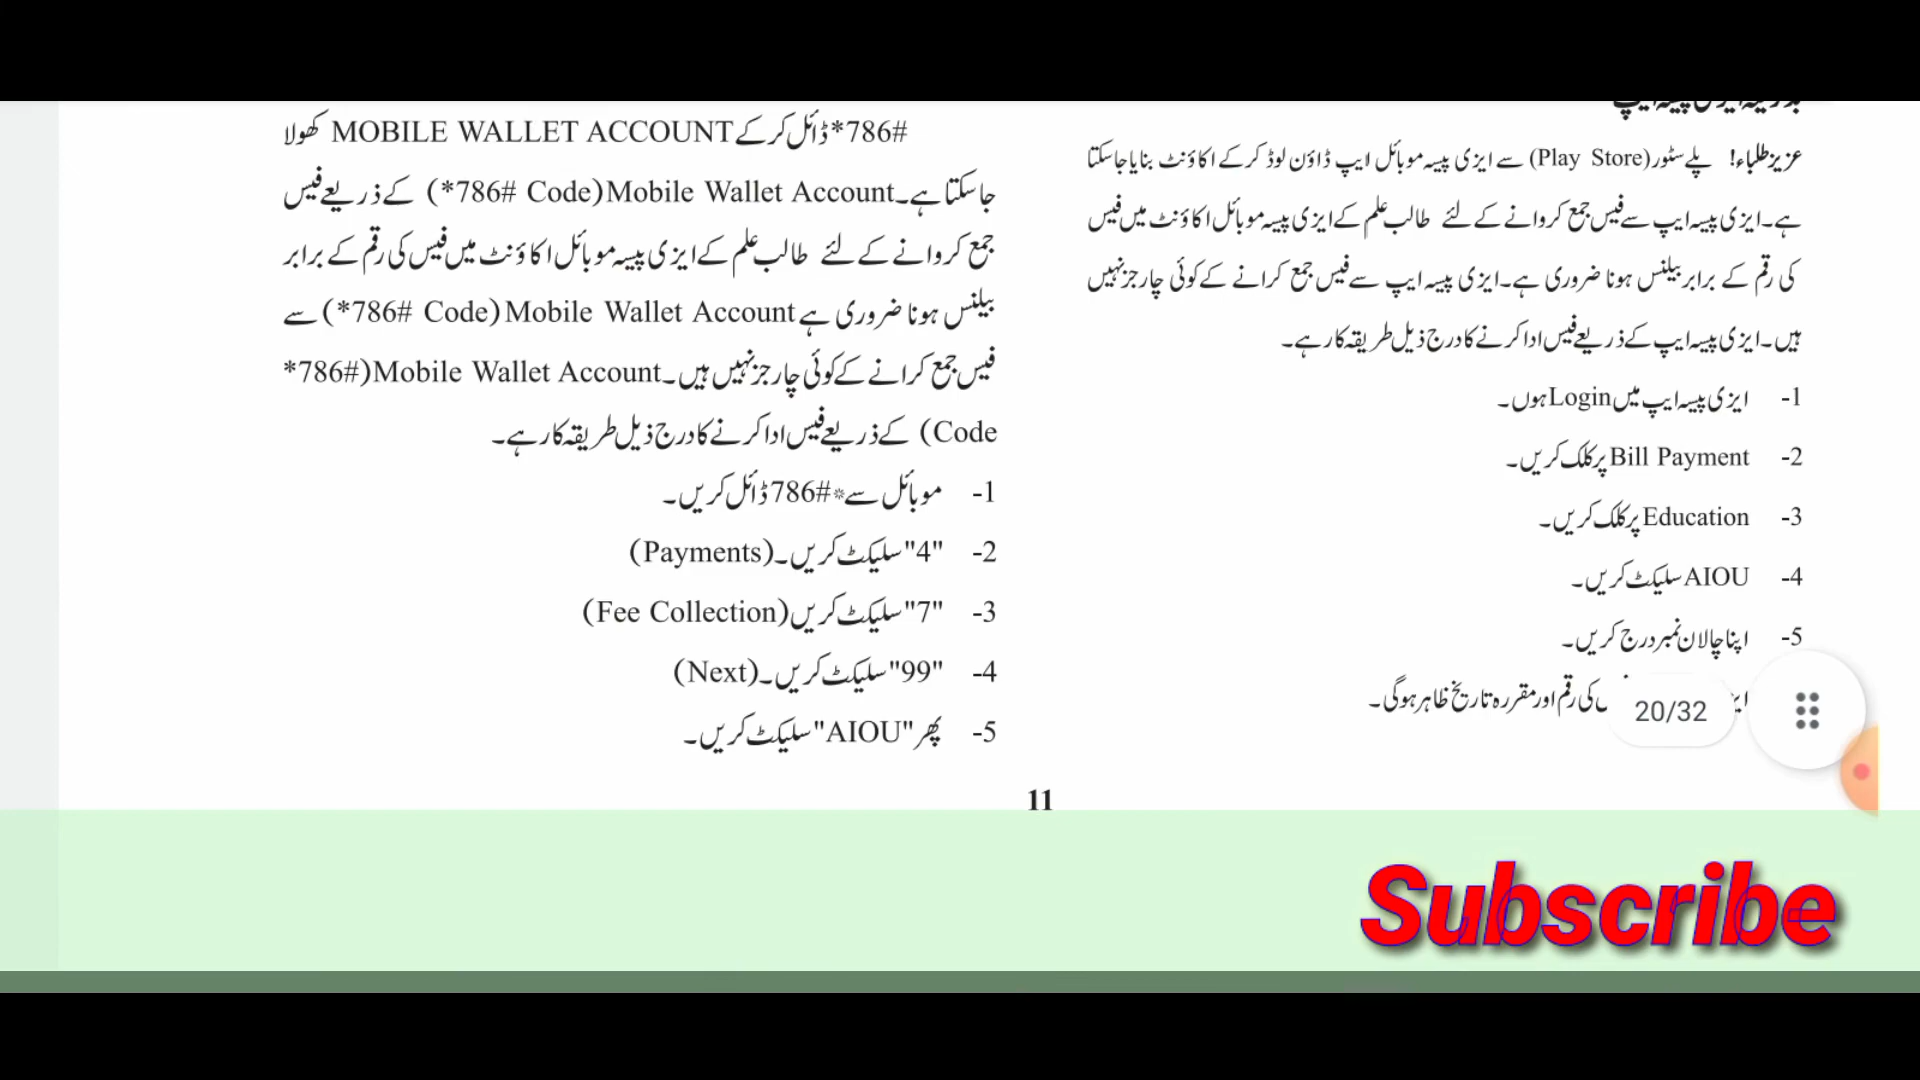 بذریعہ ایزی پیسہ ایپ
عزیز طلباء! پلے سٹور (Play Store) سے ایزی پیسہ موبائل ایپ ڈاؤن لوڈ کر کے اکاؤنٹ بنایا جاسکتا
ہے۔ ایزی پیسہ ایپ سے فیس جمع کروانے کے لئے طالب علم کے ایزی پیسہ موبائل اکاؤنٹ میں فیس
کی رقم کے برابر بیلنس ہونا ضروری ہے۔ ایزی پیسہ ایپ سے فیس جمع کرانے کے کوئی چارجز نہیں
ہیں۔ ایزی پیسہ ایپ کے ذریعے فیس ادا کرنے کا درج ذیل طریقہ کار ہے۔
1- ایزی پیسہ ایپ میں Login ہوں۔
2- Bill Payment پر کلک کریں۔
3- Education پر کلک کریں۔
4- AIOU سلیکٹ کریں۔
5- اپنا چالان نمبر درج کریں۔
کی رقم اور مقررہ تاریخ ظاہر ہوگی۔
20/32
*786# ڈائل کر کے MOBILE WALLET ACCOUNT کھولا
جاسکتا ہے۔ Mobile Wallet Account (*786# Code) کے ذریعے فیس
جمع کروانے کے لئے طالب علم کے ایزی پیسہ موبائل اکاؤنٹ میں فیس کی رقم کے برابر
بیلنس ہونا ضروری ہے Mobile Wallet Account (*786# Code) سے
فیس جمع کرانے کے کوئی چارجز نہیں ہیں۔ Mobile Wallet Account (*786#
Code) کے ذریعے فیس ادا کرنے کا درج ذیل طریقہ کار ہے۔
1- موبائل سے *786# ڈائل کریں۔
2- "4" سلیکٹ کریں۔ (Payments)
3- "7" سلیکٹ کریں (Fee Collection)
4- "99" سلیکٹ کریں۔ (Next)
5- پھر "AIOU" سلیکٹ کریں۔
11
Subscribe